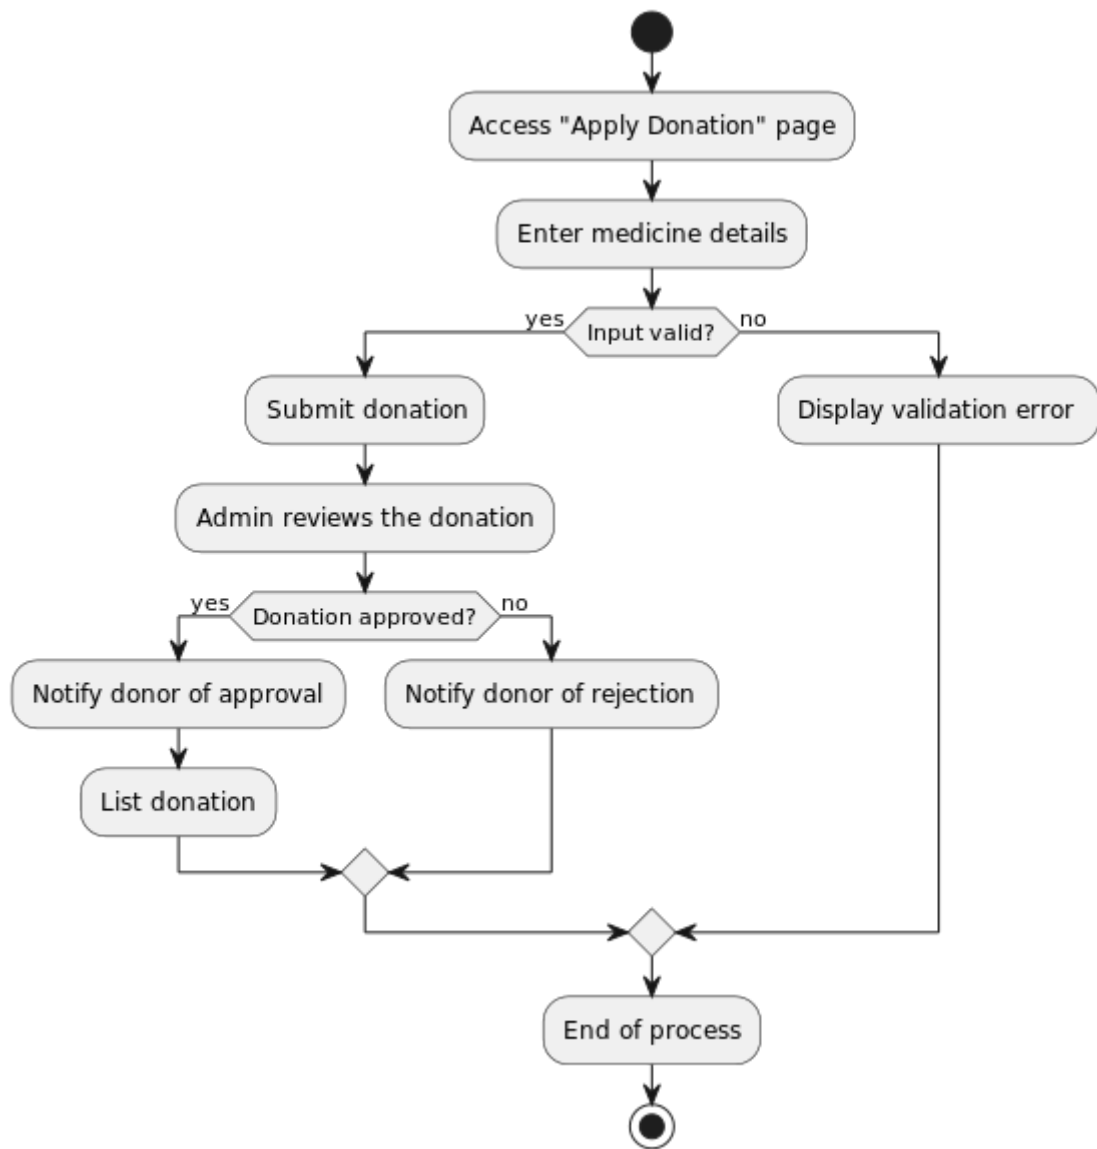 Access "Apply Donation" page
Enter medicine details
yes
Input valid?
no
Submit donation
Display validation error
Admin reviews the donation
yes
Donation approved?
no
Notify donor of approval
Notify donor of rejection
List donation
End of process